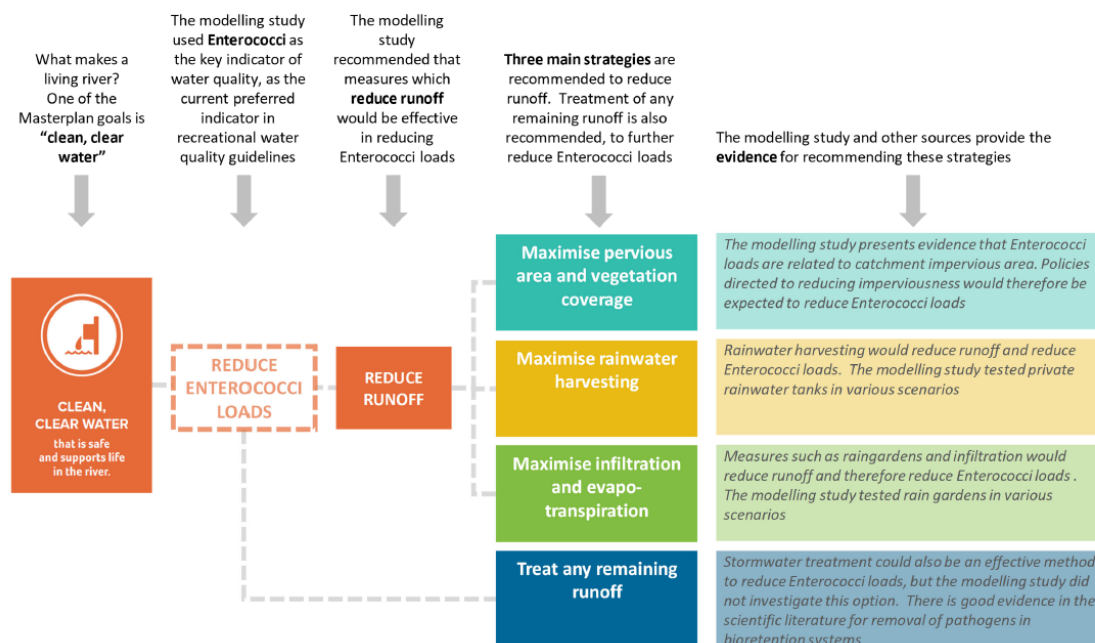 What makes a
living river?
One of the
Masterplan goals is
“clean, clear
water”
The modelling study
used Enterococci as
the key indicator of
water quality, as the
current preferred
indicator in
recreational water
quality guidelines
The modelling
study
recommended that
measures which
reduce runoff
would be effective
in reducing
Enterococci loads
Three main strategies are
recommended to reduce
runoff.  Treatment of any
remaining runoff is also
recommended, to further
reduce Enterococci loads
The modelling study and other sources provide the
evidence for recommending these strategies
CLEAN,
CLEAR WATER
that is safe
and supports life
in the river.
REDUCE
ENTEROCOCCI
LOADS
REDUCE
RUNOFF
Maximise pervious
area and vegetation
coverage
The modelling study presents evidence that Enterococci
loads are related to catchment impervious area. Policies
directed to reducing imperviousness would therefore be
expected to reduce Enterococci loads
Maximise rainwater
harvesting
Rainwater harvesting would reduce runoff and reduce
Enterococci loads.  The modelling study tested private
rainwater tanks in various scenarios
Maximise infiltration
and evapo-
transpiration
Measures such as raingardens and infiltration would
reduce runoff and therefore reduce Enterococci loads .
The modelling study tested rain gardens in various
scenarios
Treat any remaining
runoff
Stormwater treatment could also be an effective method
to reduce Enterococci loads, but the modelling study did
not investigate this option.  There is good evidence in the
scientific literature for removal of pathogens in
bioretention systems